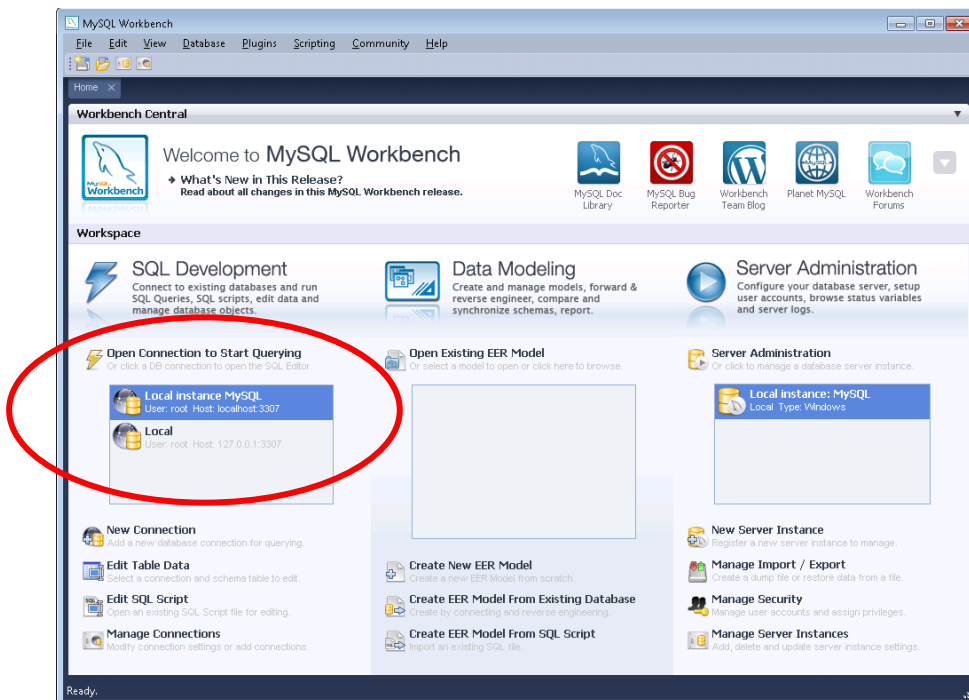 MySQL Workbench
File Edit View Database Plugins Scripting Community Help
Home
Workbench Central
MySQL
Workbench
Welcome to MySQL Workbench
What's New in This Release?
Read about all changes in this MySQL Workbench release.
MySQL Doc
Library
MySQL Bug
Reporter
Workbench
Team Blog
Planet MySQL
Workbench
Forums
Workspace
SQL Development
Connect to existing databases and run
SQL Queries, SQL scripts, edit data and
manage database objects.
Open Connection to Start Querying
Or click a DB connection to open the SQL Editor.
Local instance MySQL
User: root Host: localhost:3307
Local
User: root Host: 127.0.0.1:3307
New Connection
Add a new database connection for querying.
Edit Table Data
Select a connection and schema table to edit.
Edit SQL Script
Open an existing SQL Script file for editing.
Manage Connections
Modify connection settings or add connections.
Data Modeling
Create and manage models, forward &
reverse engineer, compare and
synchronize schemas, report.
Open Existing EER Model
Or select a model to open or click here to browse.
Create New EER Model
Create a new EER Model from scratch.
Create EER Model From Existing Database
Create by connecting and reverse engineering.
Create EER Model From SQL Script
Import an existing SQL file.
Server Administration
Configure your database server, setup
user accounts, browse status variables
and server logs.
Server Administration
Or click to manage a database server instance.
Local instance: MySQL
Local Type: Windows
New Server Instance
Register a new server instance to manage.
Manage Import / Export
Create a dump file or restore data from a file.
Manage Security
Manage user accounts and assign privileges.
Manage Server Instances
Add, delete and update server instance settings.
Ready.